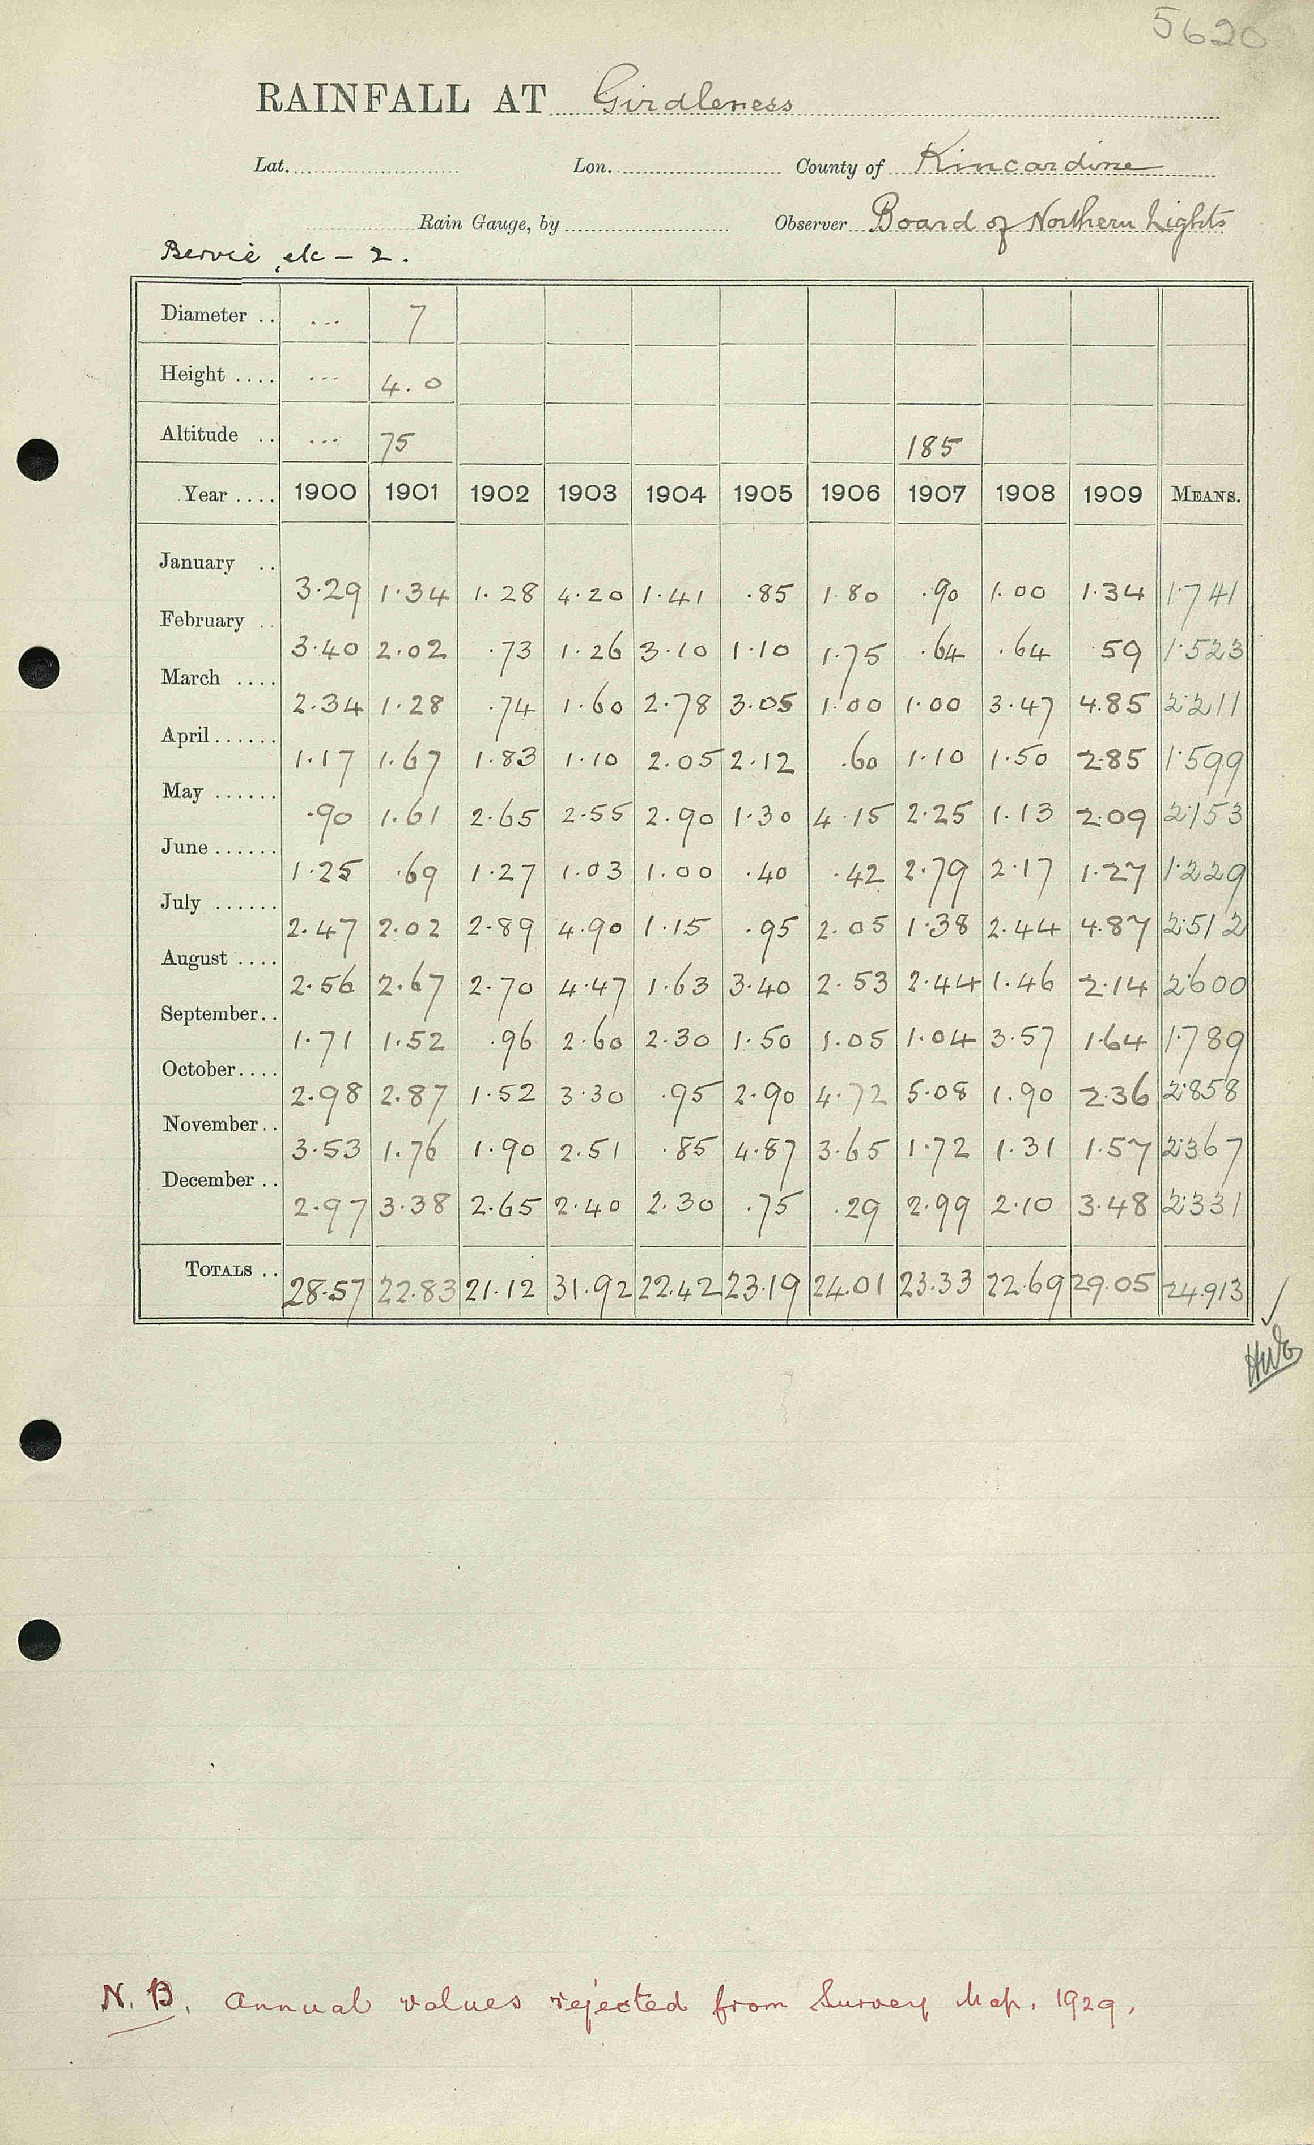 5620
RAINFALL AT Girdleness
Lat. Lon. County of Kincardine
Rain Gauge, by Observer Board of Northern Lights
Bervie etc – 2.
Diameter .. ... 7
Height .... ... 4.0
Altitude .. ... 75 185
Year .... 1900 1901 1902 1903 1904 1905 1906 1907 1908 1909 MEANS.
January .. 3.29 1.34 1.28 4.20 1.41 .85 1.80 .90 1.00 1.34 1.741
February .. 3.40 2.02 .73 1.26 3.10 1.10 1.75 .64 .64 59 1.523
March .... 2.34 1.28 .74 1.60 2.78 3.05 1.00 1.00 3.47 4.85 2.211
April ...... 1.17 1.67 1.83 1.10 2.05 2.12 .60 1.10 1.50 2.85 1.599
May ...... .90 1.61 2.65 2.55 2.90 1.30 4.15 2.25 1.13 2.09 2.153
June ...... 1.25 .69 1.27 1.03 1.00 .40 .42 2.79 2.17 1.27 1.229
July ...... 2.47 2.02 2.89 4.90 1.15 .95 2.05 1.38 2.44 4.87 2.512
August .... 2.56 2.67 2.70 4.47 1.63 3.40 2.53 2.44 1.46 2.14 2.600
September .. 1.71 1.52 .96 2.60 2.30 1.50 1.05 1.04 3.57 1.64 1.789
October .... 2.98 2.87 1.52 3.30 .95 2.90 4.72 5.08 1.90 2.36 2.858
November .. 3.53 1.76 1.90 2.51 .85 4.87 3.65 1.72 1.31 1.57 2.367
December .. 2.97 3.38 2.65 2.40 2.30 .75 .29 2.99 2.10 3.48 2.331
TOTALS .. 28.57 22.83 21.12 31.92 22.42 23.19 24.01 23.33 22.69 29.05 24.913
N.B. Annual values rejected from Survey Map. 1929.